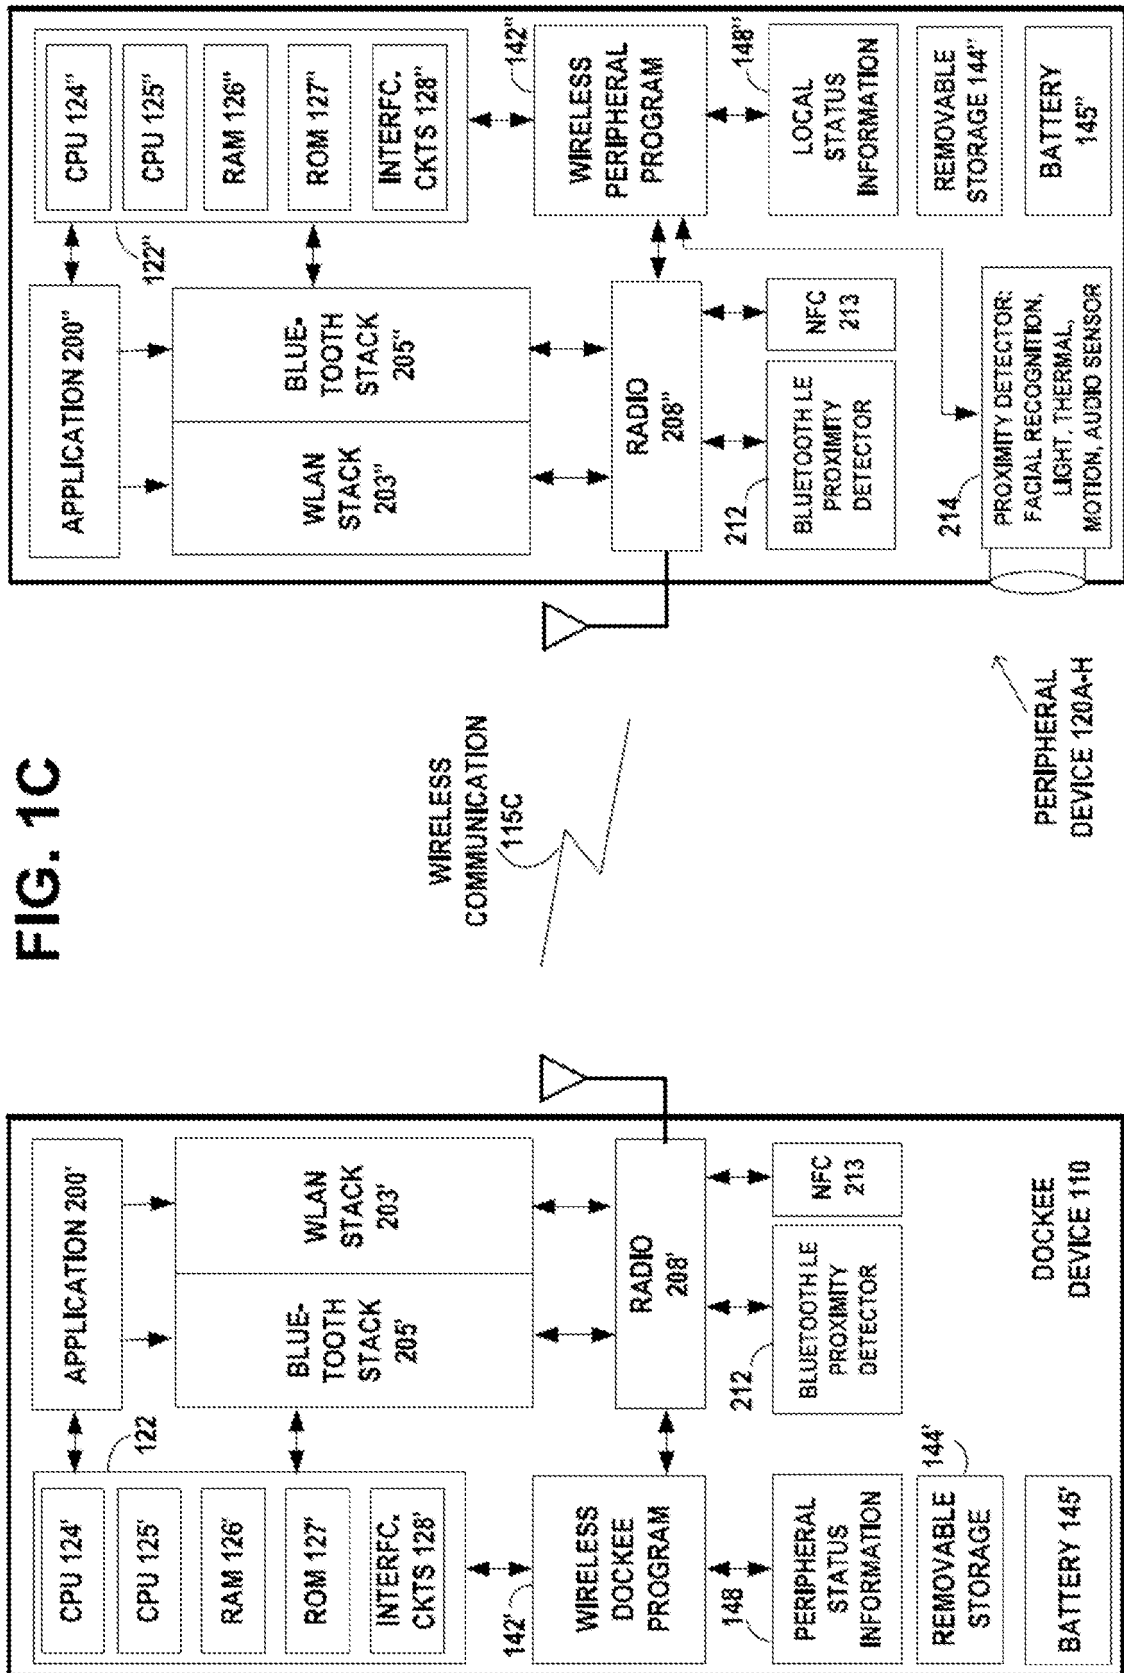 FIG. 1C
CPU 124'
CPU 125'
RAM 126'
ROM 127'
INTERFC.
CKTS 128'
122
APPLICATION 200'
BLUE-
TOOTH
STACK
205'
WLAN
STACK
203'
142'
WIRELESS
DOCKEE
PROGRAM
RADIO
208'
148
PERIPHERAL
STATUS
INFORMATION
212
BLUETOOTH LE
PROXIMITY
DETECTOR
NFC
213
144'
REMOVABLE
STORAGE
BATTERY 145'
DOCKEE
DEVICE 110
WIRELESS
COMMUNICATION
115C
PERIPHERAL
DEVICE 120A-H
APPLICATION 200"
122"
CPU 124"
CPU 125"
RAM 126"
ROM 127"
INTERFC.
CKTS 128"
WLAN
STACK
203"
BLUE-
TOOTH
STACK
205"
RADIO
208"
142"
WIRELESS
PERIPHERAL
PROGRAM
212
BLUETOOTH LE
PROXIMITY
DETECTOR
NFC
213
148"
LOCAL
STATUS
INFORMATION
REMOVABLE
STORAGE 144"
214
PROXIMITY DETECTOR:
FACIAL RECOGNITION,
LIGHT, THERMAL,
MOTION, AUDIO SENSOR
BATTERY
145"